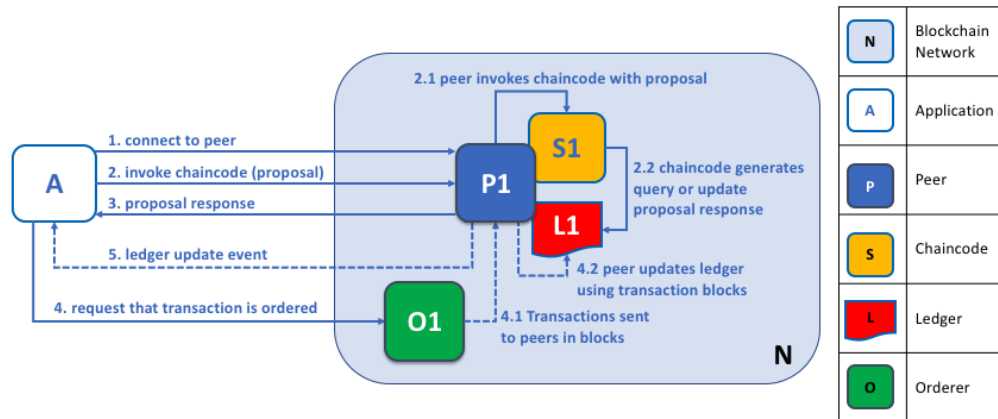 2.1 peer invokes chaincode with proposal
1. connect to peer
2. invoke chaincode (proposal)
3. proposal response
5. ledger update event
4. request that transaction is ordered
A
P1
S1
L1
O1
2.2 chaincode generates
query or update
proposal response
4.2 peer updates ledger
using transaction blocks
4.1 Transactions sent
to peers in blocks
N
N
Blockchain
Network
A
Application
P
Peer
S
Chaincode
L
Ledger
O
Orderer